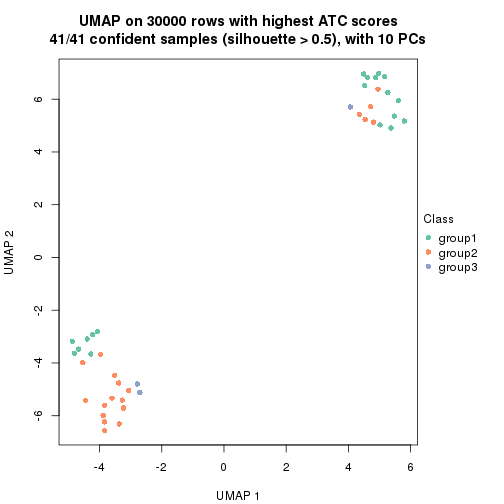 UMAP on 30000 rows with highest ATC scores
41/41 confident samples (silhouette > 0.5), with 10 PCs
6
4
2
0
-2
-4
-6
UMAP 2
-4
-2
0
2
4
6
UMAP 1
Class
group1
group2
group3